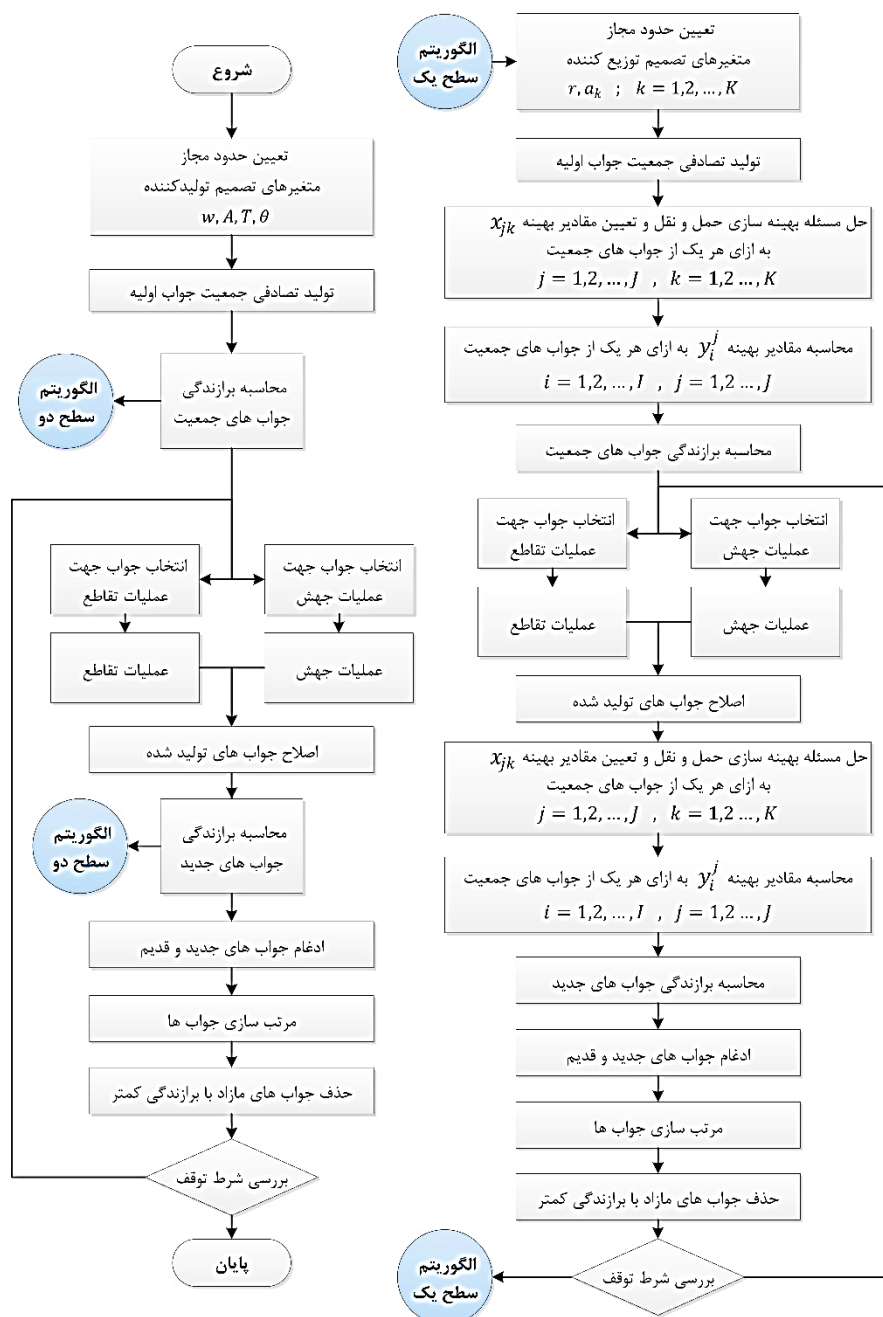 شروع
تعیین حدود مجاز
متغیرهای تصمیم تولیدکننده
w, A, T, θ
تولید تصادفی جمعیت جواب اولیه
محاسبه برازندگی
جواب های جمعیت
الگوریتم
سطح دو
انتخاب جواب جهت
عملیات جهش
انتخاب جواب جهت
عملیات تقاطع
عملیات جهش
عملیات تقاطع
اصلاح جواب های تولید شده
محاسبه برازندگی
جواب های جدید
الگوریتم
سطح دو
ادغام جواب های جدید و قدیم
مرتب سازی جواب ها
حذف جواب های مازاد با برازندگی کمتر
بررسی شرط توقف
پایان
الگوریتم
سطح یک
تعیین حدود مجاز
متغیرهای تصمیم توزیع کننده
r, a_k ; k = 1,2, ..., K
تولید تصادفی جمعیت جواب اولیه
حل مسئله بهینه سازی حمل و نقل و تعیین مقادیر بهینه x_{jk}
به ازای هر یک از جواب های جمعیت
j = 1,2, ..., J , k = 1,2 ..., K
محاسبه مقادیر بهینه y_i^j به ازای هر یک از جواب های جمعیت
i = 1,2, ..., I , j = 1,2 ..., J
محاسبه برازندگی جواب های جمعیت
انتخاب جواب جهت
عملیات جهش
انتخاب جواب جهت
عملیات تقاطع
عملیات جهش
عملیات تقاطع
اصلاح جواب های تولید شده
حل مسئله بهینه سازی حمل و نقل و تعیین مقادیر بهینه x_{jk}
به ازای هر یک از جواب های جمعیت
j = 1,2, ..., J , k = 1,2 ..., K
محاسبه مقادیر بهینه y_i^j به ازای هر یک از جواب های جمعیت
i = 1,2, ..., I , j = 1,2 ..., J
محاسبه برازندگی جواب های جدید
ادغام جواب های جدید و قدیم
مرتب سازی جواب ها
حذف جواب های مازاد با برازندگی کمتر
بررسی شرط توقف
الگوریتم
سطح یک